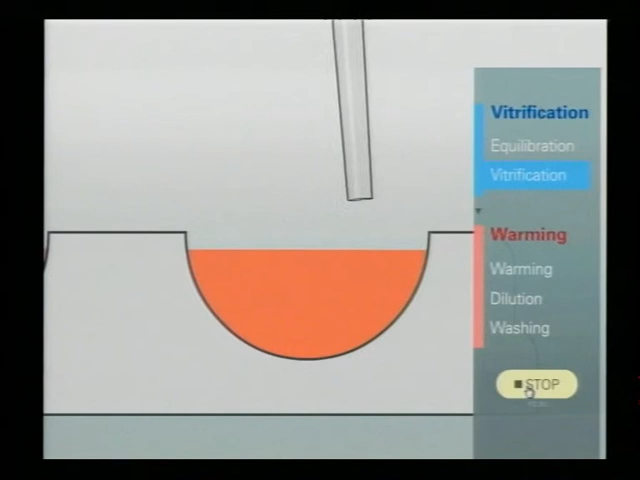 Vitrification
Equilibration
Vitrification
Warming
Warming
Dilution
Washing
STOP